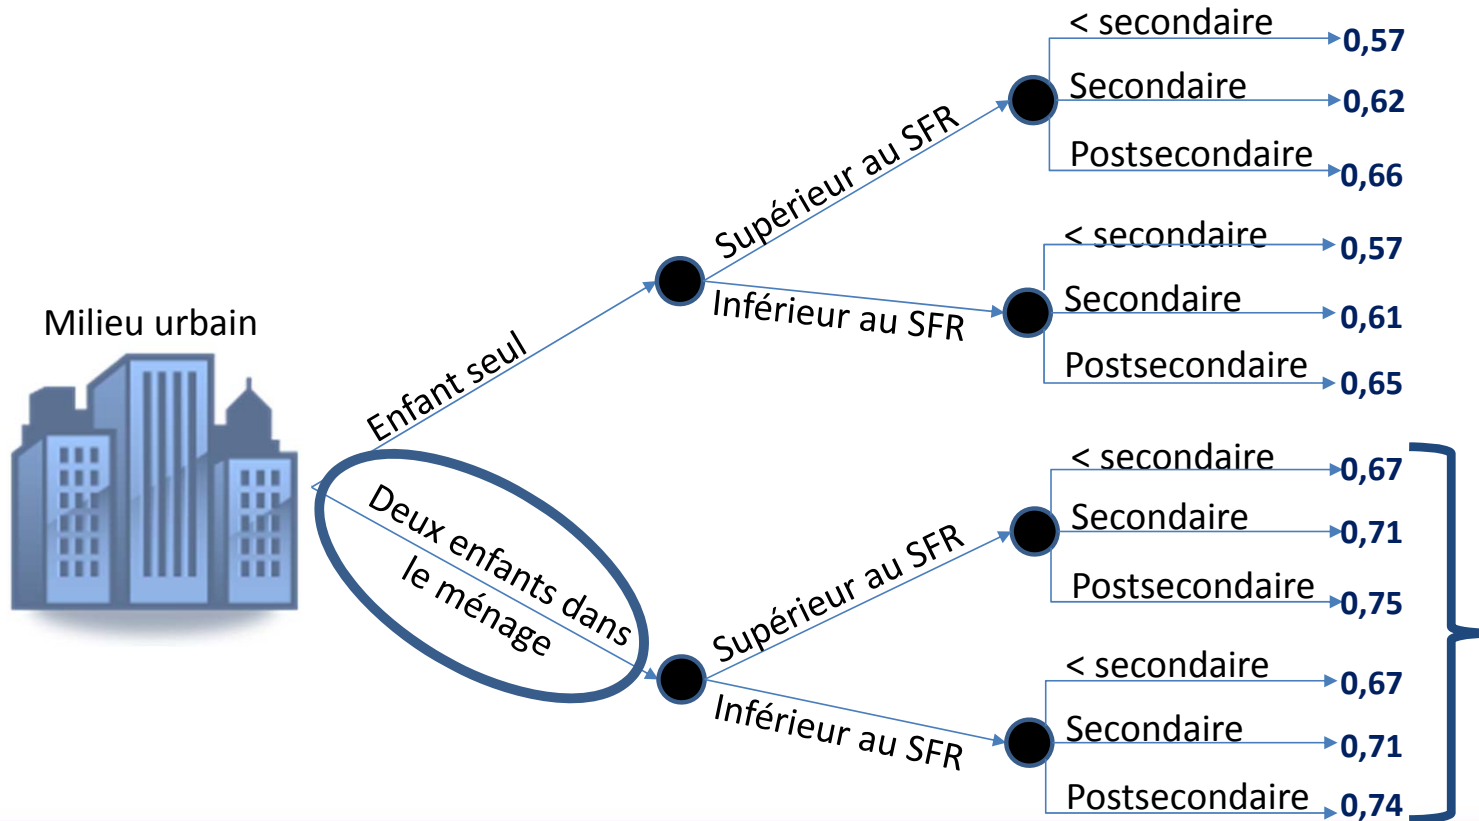 Milieu urbain
Enfant seul
Supérieur au SFR
< secondaire
0,57
Secondaire
0,62
Postsecondaire
0,66
Inférieur au SFR
< secondaire
0,57
Secondaire
0,61
Postsecondaire
0,65
Deux enfants dans
le ménage
Supérieur au SFR
< secondaire
0,67
Secondaire
0,71
Postsecondaire
0,75
Inférieur au SFR
< secondaire
0,67
Secondaire
0,71
Postsecondaire
0,74